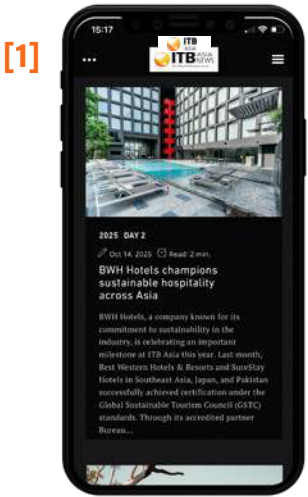 [1]
15:17
ITB
ASIA
ITB ASIA
NEWS
2025 DAY 2
Oct 14, 2025 Read: 2 min.
BWH Hotels champions
sustainable hospitality
across Asia
BWH Hotels, a company known for its
commitment to sustainability in the
industry, is celebrating an important
milestone at ITB Asia this year. Last month,
Best Western Hotels & Resorts and SureStay
Hotels in Southeast Asia, Japan, and Pakistan
successfully achieved certification under the
Global Sustainable Tourism Council (GSTC)
standards. Through its accredited partner
Bureau...